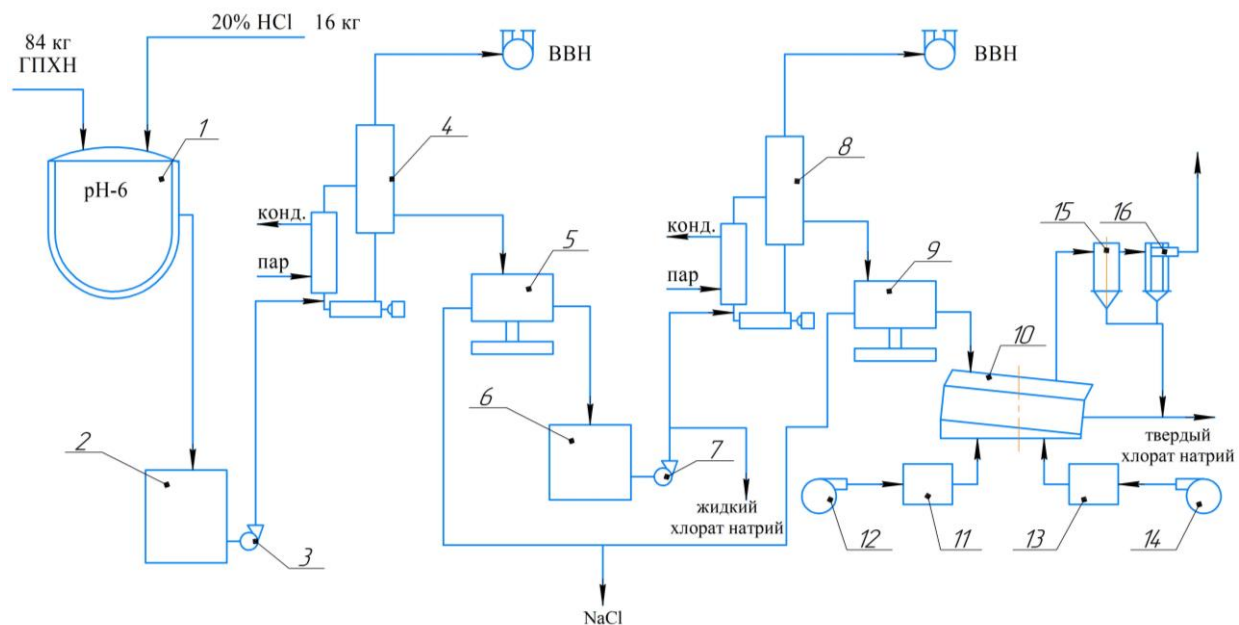 20% HCl 16 кг
84 кг
ГПХН
ВВН
ВВН
1
4
8
pH-6
15
16
конд.
конд.
5
9
пар
пар
10
6
2
7
твердый
хлорат натрий
жидкий
хлорат натрий
3
12
11
13
14
NaCl